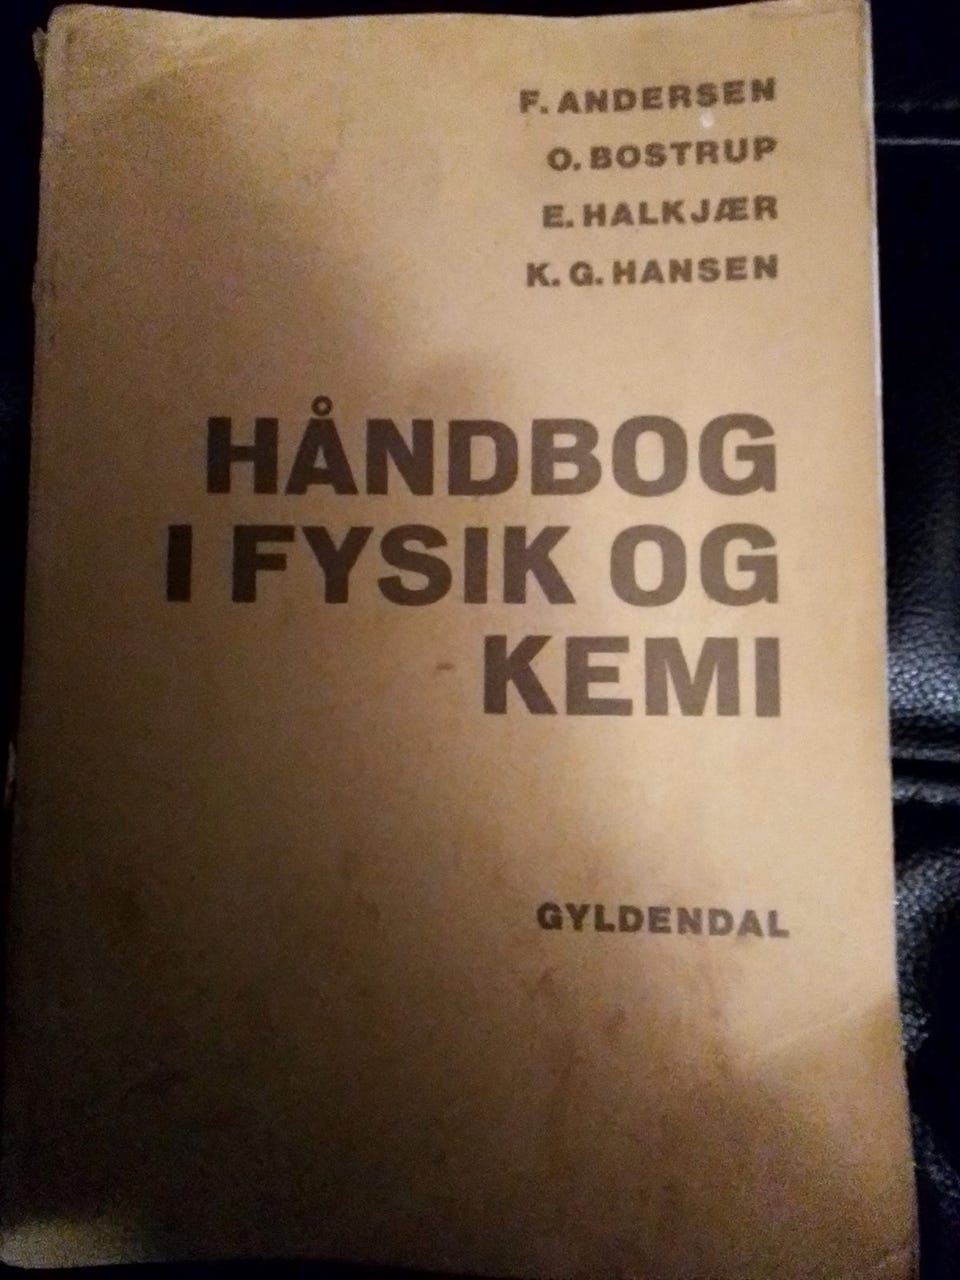 F. ANDERSEN
O. BOSTRUP
E. HALKJÆR
K. G. HANSEN
HÅNDBOG
I FYSIK OG
KEMI
GYLDENDAL